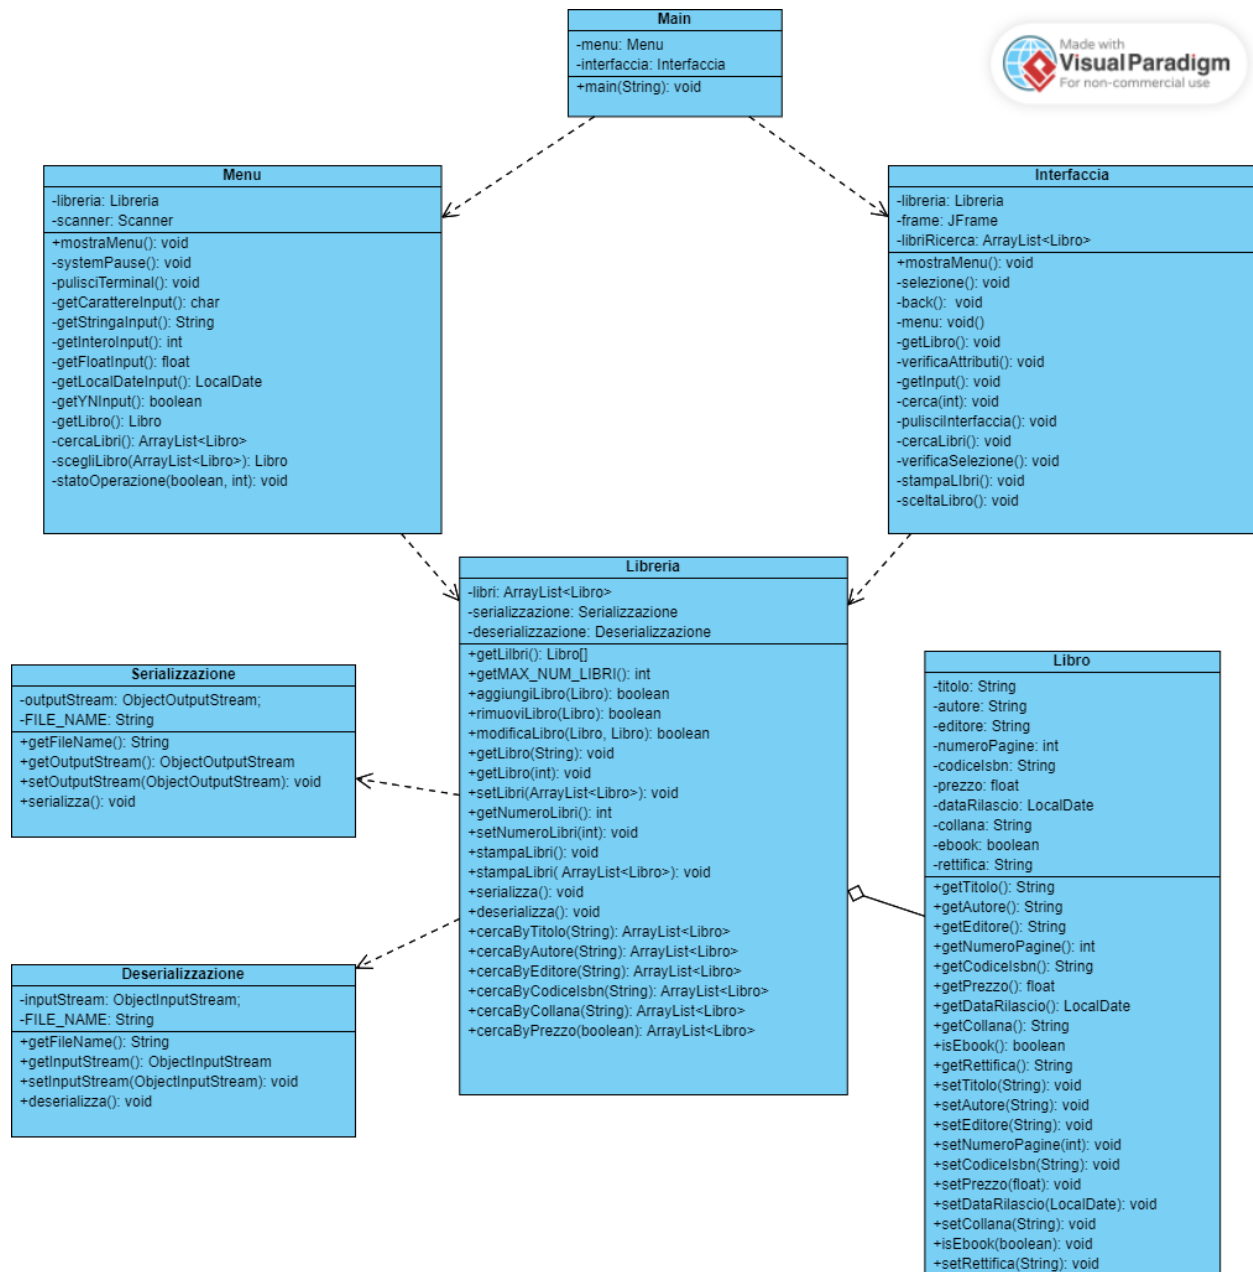 Main
-menu: Menu
-interfaccia: Interfaccia
+main(String): void
Made with
Visual Paradigm
For non-commercial use
Menu
-libreria: Libreria
-scanner: Scanner
+mostraMenu(): void
-systemPause(): void
-pulisciTerminal(): void
-getCarattereInput(): char
-getStringaInput(): String
-getInteroInput(): int
-getFloatInput(): float
-getLocalDateInput(): LocalDate
-getYNInput(): boolean
-getLibro(): Libro
-cercaLibri(): ArrayList<Libro>
-scegliLibro(ArrayList<Libro>): Libro
-statoOperazione(boolean, int): void
Interfaccia
-libreria: Libreria
-frame: JFrame
-libriRicerca: ArrayList<Libro>
+mostraMenu(): void
-selezione(): void
-back():  void
-menu: void()
-getLibro(): void
-verificaAttributi(): void
-getInput(): void
-cerca(int): void
-pulisciInterfaccia(): void
-cercaLibri(): void
-verificaSelezione(): void
-stampaLIbri(): void
-sceltaLibro(): void
Libreria
-libri: ArrayList<Libro>
-serializzazione: Serializzazione
-deserializzazione: Deserializzazione
+getLilbri(): Libro[]
+getMAX_NUM_LIBRI(): int
+aggiungiLibro(Libro): boolean
+rimuoviLibro(Libro): boolean
+modificaLibro(Libro, Libro): boolean
+getLibro(String): void
+getLibro(int): void
+setLibri(ArrayList<Libro>): void
+getNumeroLibri(): int
+setNumeroLibri(int): void
+stampaLibri(): void
+stampaLibri( ArrayList<Libro>): void
+serializza(): void
+deserializza(): void
+cercaByTitolo(String): ArrayList<Libro>
+cercaByAutore(String): ArrayList<Libro>
+cercaByEditore(String): ArrayList<Libro>
+cercaByCodiceIsbn(String): ArrayList<Libro>
+cercaByCollana(String): ArrayList<Libro>
+cercaByPrezzo(boolean): ArrayList<Libro>
Serializzazione
-outputStream: ObjectOutputStream;
-FILE_NAME: String
+getFileName(): String
+getOutputStream(): ObjectOutputStream
+setOutputStream(ObjectOutputStream): void
+serializza(): void
Deserializzazione
-inputStream: ObjectInputStream;
-FILE_NAME: String
+getFileName(): String
+getInputStream(): ObjectInputStream
+setInputStream(ObjectInputStream): void
+deserializza(): void
Libro
-titolo: String
-autore: String
-editore: String
-numeroPagine: int
-codiceIsbn: String
-prezzo: float
-dataRilascio: LocalDate
-collana: String
-ebook: boolean
-rettifica: String
+getTitolo(): String
+getAutore(): String
+getEditore(): String
+getNumeroPagine(): int
+getCodiceIsbn(): String
+getPrezzo(): float
+getDataRilascio(): LocalDate
+getCollana(): String
+isEbook(): boolean
+getRettifica(): String
+setTitolo(String): void
+setAutore(String): void
+setEditore(String): void
+setNumeroPagine(int): void
+setCodiceIsbn(String): void
+setPrezzo(float): void
+setDataRilascio(LocalDate): void
+setCollana(String): void
+isEbook(boolean): void
+setRettifica(String): void